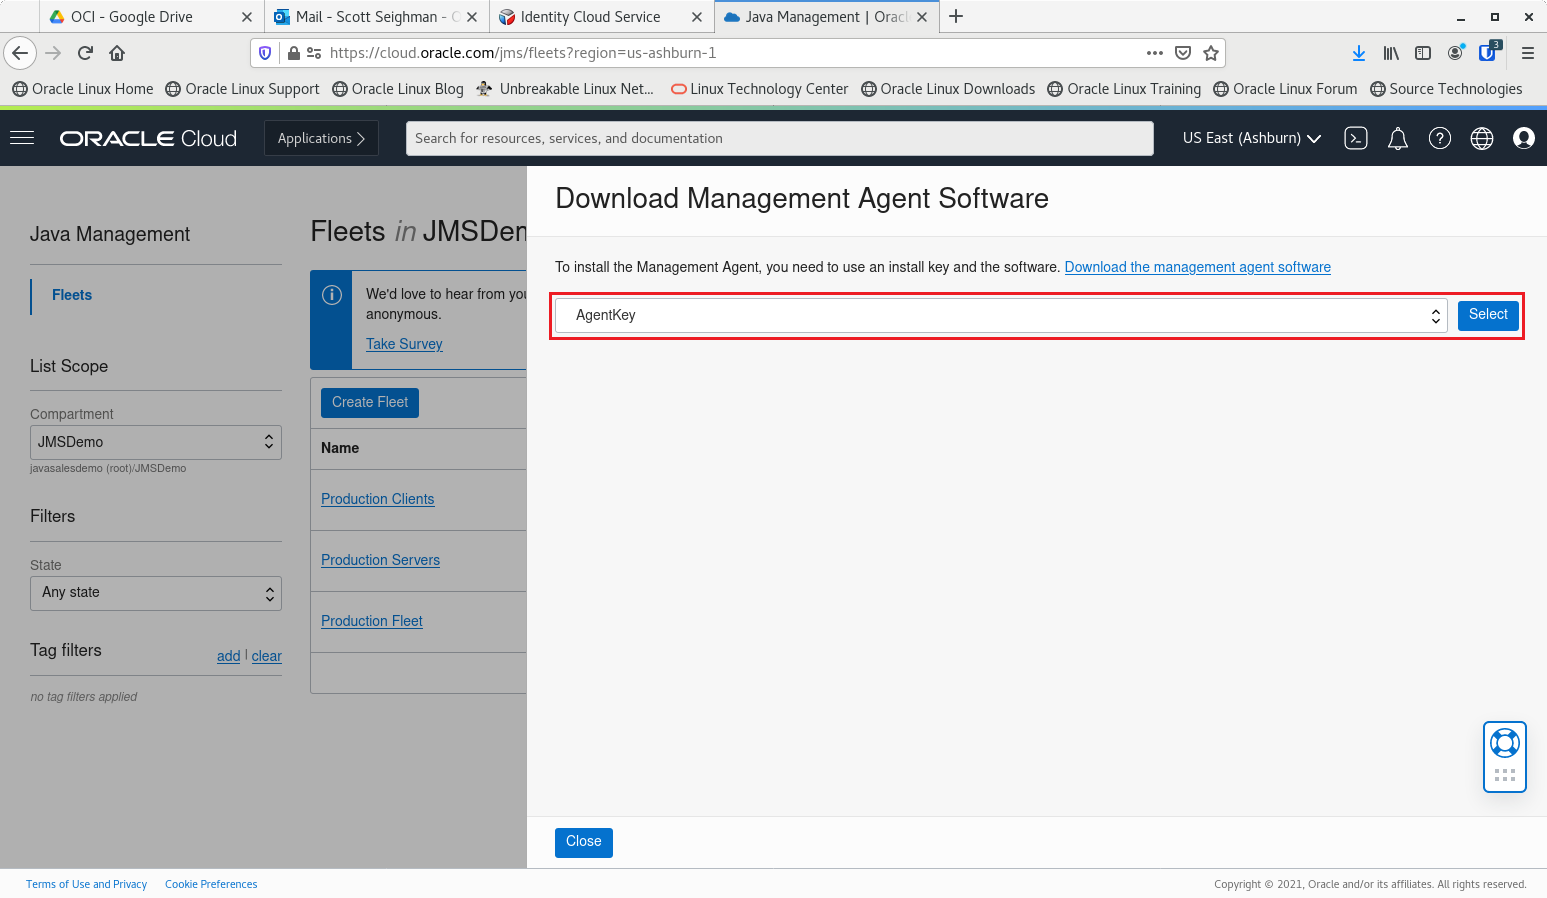 OCI - Google Drive
Mail - Scott Seighman - O
Identity Cloud Service
Java Management | Oracl
https://cloud.oracle.com/jms/fleets?region=us-ashburn-1
3
Oracle Linux Home
Oracle Linux Support
Oracle Linux Blog
Unbreakable Linux Net...
Linux Technology Center
Oracle Linux Downloads
Oracle Linux Training
Oracle Linux Forum
Source Technologies
ORACLE Cloud
Applications
Search for resources, services, and documentation
US East (Ashburn)
Java Management
Fleets
List Scope
Compartment
JMSDemo
javasalesdemo (root)/JMSDemo
Filters
State
Any state
Tag filters
add | clear
no tag filters applied
Fleets in JMSDem
We'd love to hear from you
anonymous.
Take Survey
Create Fleet
Name
Production Clients
Production Servers
Production Fleet
Download Management Agent Software
To install the Management Agent, you need to use an install key and the software. Download the management agent software
AgentKey
Select
Close
Terms of Use and Privacy
Cookie Preferences
Copyright © 2021, Oracle and/or its affiliates. All rights reserved.